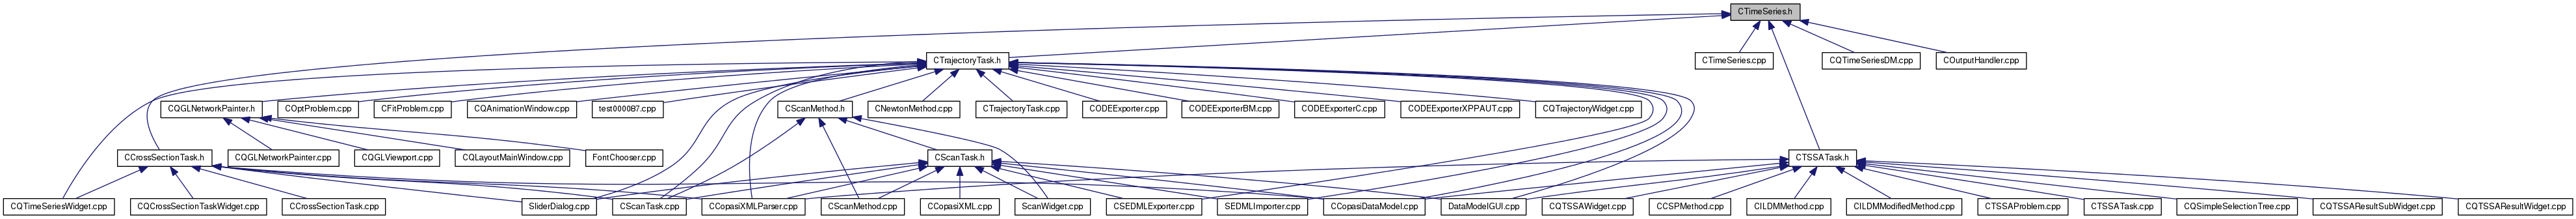 CTimeSeries.h
CTrajectoryTask.h
CTimeSeries.cpp
CQTimeSeriesDM.cpp
COutputHandler.cpp
CQGLNetworkPainter.h
COptProblem.cpp
CFitProblem.cpp
CQAnimationWindow.cpp
test000087.cpp
CScanMethod.h
CNewtonMethod.cpp
CTrajectoryTask.cpp
CODEExporter.cpp
CODEExporterBM.cpp
CODEExporterC.cpp
CODEExporterXPPAUT.cpp
CQTrajectoryWidget.cpp
CCrossSectionTask.h
CQGLNetworkPainter.cpp
CQGLViewport.cpp
CQLayoutMainWindow.cpp
FontChooser.cpp
CScanTask.h
CTSSATask.h
CQTimeSeriesWidget.cpp
CQCrossSectionTaskWidget.cpp
CCrossSectionTask.cpp
SliderDialog.cpp
CScanTask.cpp
CCopasiXMLParser.cpp
CScanMethod.cpp
CCopasiXML.cpp
ScanWidget.cpp
CSEDMLExporter.cpp
SEDMLImporter.cpp
CCopasiDataModel.cpp
DataModelGUI.cpp
CQTSSAWidget.cpp
CCSPMethod.cpp
CILDMMethod.cpp
CILDMModifiedMethod.cpp
CTSSAProblem.cpp
CTSSATask.cpp
CQSimpleSelectionTree.cpp
CQTSSAResultSubWidget.cpp
CQTSSAResultWidget.cpp